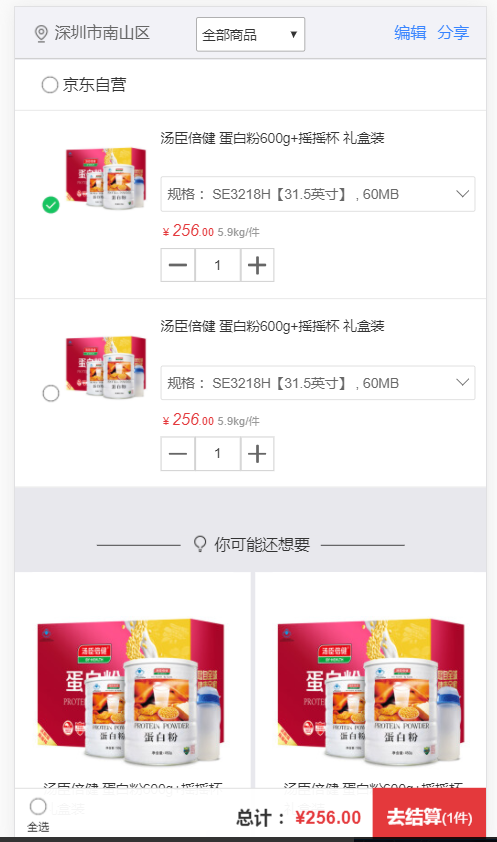 深圳市南山区
全部商品
编辑 分享
京东自营
汤臣倍健 蛋白粉600g+摇摇杯 礼盒装
规格： SE3218H【31.5英寸】 , 60MB
¥ 256.00 5.9kg/件
1
汤臣倍健 蛋白粉600g+摇摇杯 礼盒装
规格： SE3218H【31.5英寸】 , 60MB
¥ 256.00 5.9kg/件
1
你可能还想要
汤臣倍健
蛋白粉
PROTEIN POWDER
蛋白粉
汤臣倍健
蛋白粉
PROTEIN POWDER
蛋白粉
汤臣倍健 蛋白粉600g+摇摇杯
汤臣倍健 蛋白粉600g+摇摇杯
全选
总计： ¥256.00
去结算(1件)